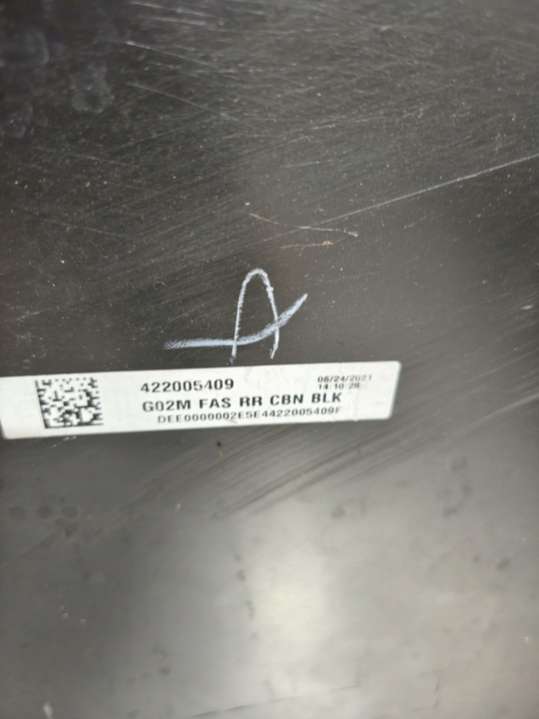 A
422005409
08/24/2021
14:10:28
G02M FAS RR CBN BLK
DEE0000002E5E4422005409F